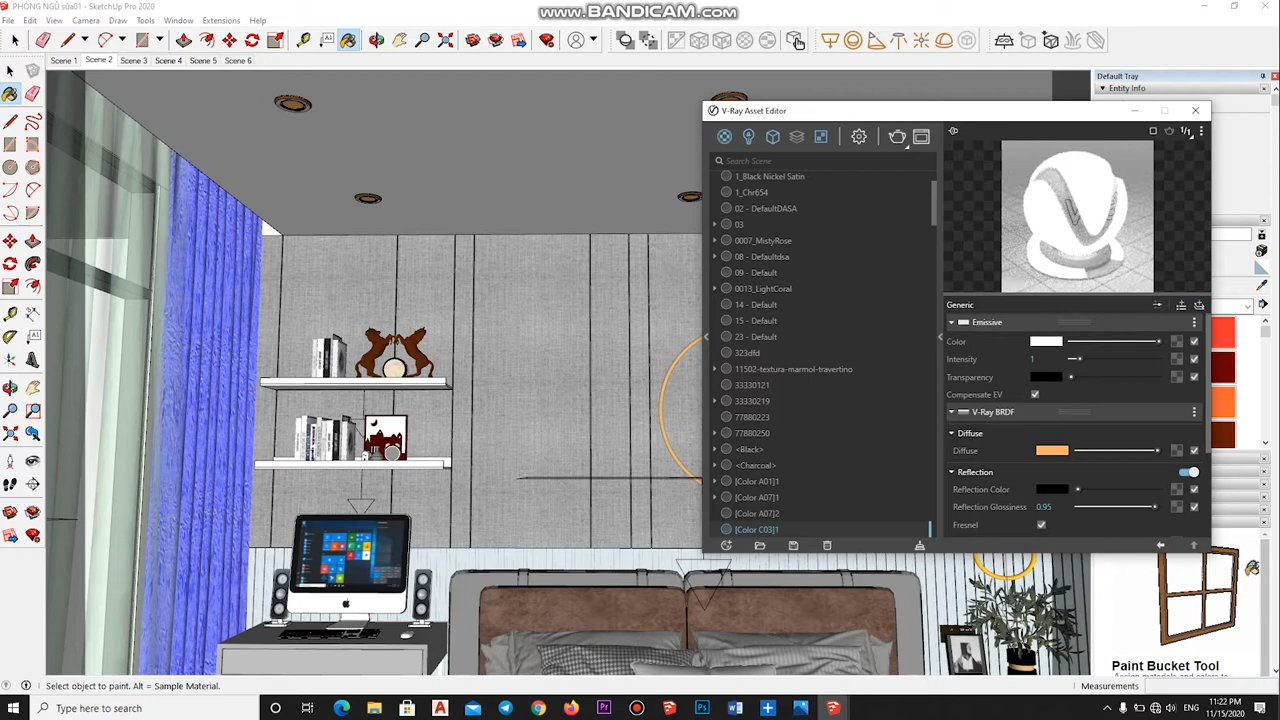 PHÒNG NGỦ sửa01 - SketchUp Pro 2020
www.BANDICAM.com
File Edit View Camera Draw Tools Window Extensions Help
Scene 1 Scene 2 Scene 3 Scene 4 Scene 5 Scene 6
Default Tray
Entity Info
V-Ray Asset Editor
Search Scene
1_Black Nickel Satin
1_Chr654
02 - DefaultDASA
03
0007_MistyRose
08 - Defaultdsa
09 - Default
0013_LightCoral
14 - Default
15 - Default
23 - Default
323dfd
11502-textura-marmol-travertino
33330121
33330219
77880223
77880250
<Black>
<Charcoal>
[Color A01]1
[Color A07]1
[Color A07]2
[Color C03]1
1/1
Generic
Emissive
Color
Intensity 1
Transparency
Compensate EV
V-Ray BRDF
Diffuse
Diffuse
Reflection
Reflection Color
Reflection Glossiness 0.95
Fresnel
Paint Bucket Tool
Select object to paint. Alt = Sample Material.
Measurements
Type here to search
ENG
11:22 PM
11/15/2020